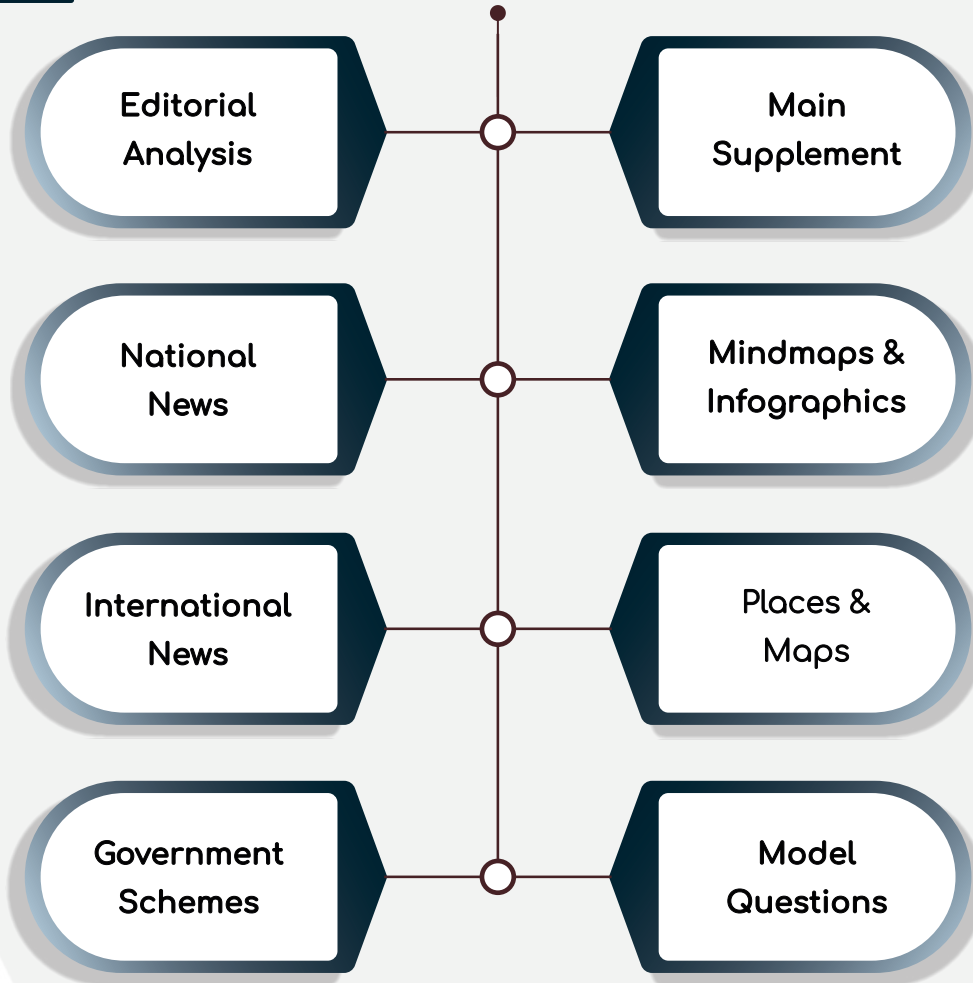 Editorial
Analysis
Main
Supplement
National
News
Mindmaps &
Infographics
International
News
Places &
Maps
Government
Schemes
Model
Questions